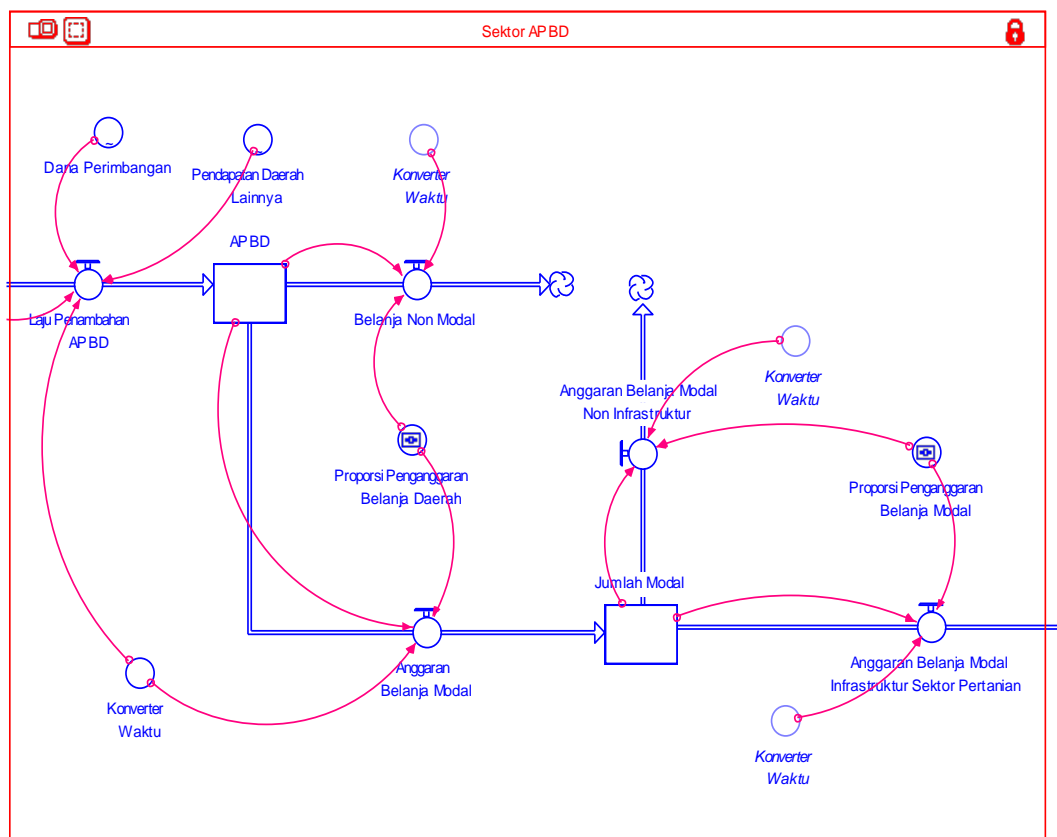 Sektor APBD
Dana Perimbangan
Pendapatan Daerah
Lainnya
Konverter
Waktu
APBD
Laju Penambahan
APBD
Belanja Non Modal
Konverter
Waktu
Anggaran Belanja Modal
Non Infrastruktur
Proporsi Penganggaran
Belanja Daerah
Proporsi Penganggaran
Belanja Modal
Jumlah Modal
Anggaran
Belanja Modal
Anggaran Belanja Modal
Infrastruktur Sektor Pertanian
Konverter
Waktu
Konverter
Waktu